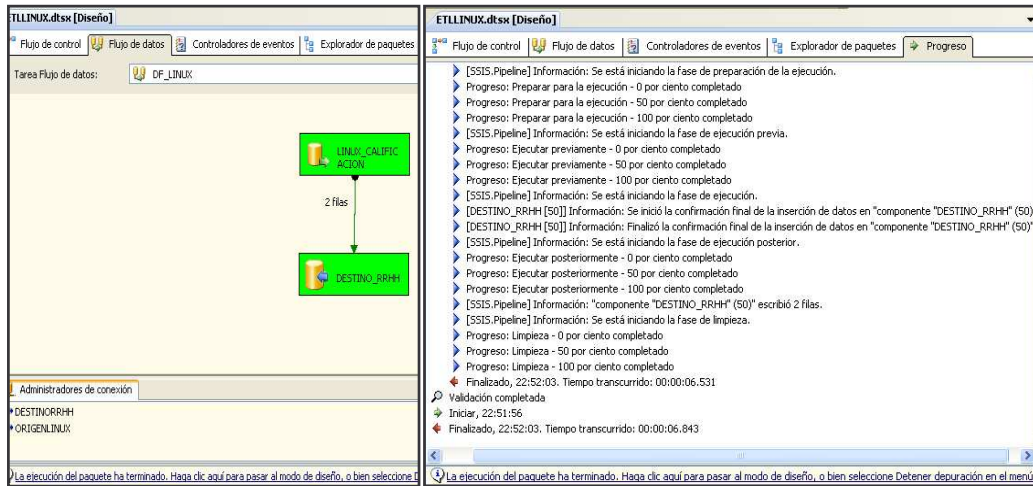 ETLLINUX.dtsx [Diseño]
Flujo de control Flujo de datos Controladores de eventos Explorador de paquetes
Tarea Flujo de datos: DF_LINUX
LINUX_CALIFIC
ACION
2 filas
DESTINO_RRHH
Administradores de conexión
DESTINORRHH
ORIGENLINUX
La ejecución del paquete ha terminado. Haga clic aquí para pasar al modo de diseño, o bien seleccione D
ETLLINUX.dtsx [Diseño]
Flujo de control Flujo de datos Controladores de eventos Explorador de paquetes Progreso
[SSIS.Pipeline] Información: Se está iniciando la fase de preparación de la ejecución.
Progreso: Preparar para la ejecución - 0 por ciento completado
Progreso: Preparar para la ejecución - 50 por ciento completado
Progreso: Preparar para la ejecución - 100 por ciento completado
[SSIS.Pipeline] Información: Se está iniciando la fase de ejecución previa.
Progreso: Ejecutar previamente - 0 por ciento completado
Progreso: Ejecutar previamente - 50 por ciento completado
Progreso: Ejecutar previamente - 100 por ciento completado
[SSIS.Pipeline] Información: Se está iniciando la fase de ejecución.
[DESTINO_RRHH [50]] Información: Se inició la confirmación final de la inserción de datos en "componente "DESTINO_RRHH" (50)
[DESTINO_RRHH [50]] Información: Finalizó la confirmación final de la inserción de datos en "componente "DESTINO_RRHH" (50)"
[SSIS.Pipeline] Información: Se está iniciando la fase de ejecución posterior.
Progreso: Ejecutar posteriormente - 0 por ciento completado
Progreso: Ejecutar posteriormente - 50 por ciento completado
Progreso: Ejecutar posteriormente - 100 por ciento completado
[SSIS.Pipeline] Información: "componente "DESTINO_RRHH" (50)" escribió 2 filas.
[SSIS.Pipeline] Información: Se está iniciando la fase de limpieza.
Progreso: Limpieza - 0 por ciento completado
Progreso: Limpieza - 50 por ciento completado
Progreso: Limpieza - 100 por ciento completado
Finalizado, 22:52:03. Tiempo transcurrido: 00:00:06.531
Validación completada
Iniciar, 22:51:56
Finalizado, 22:52:03. Tiempo transcurrido: 00:00:06.843
La ejecución del paquete ha terminado. Haga clic aquí para pasar al modo de diseño, o bien seleccione Detener depuración en el menú